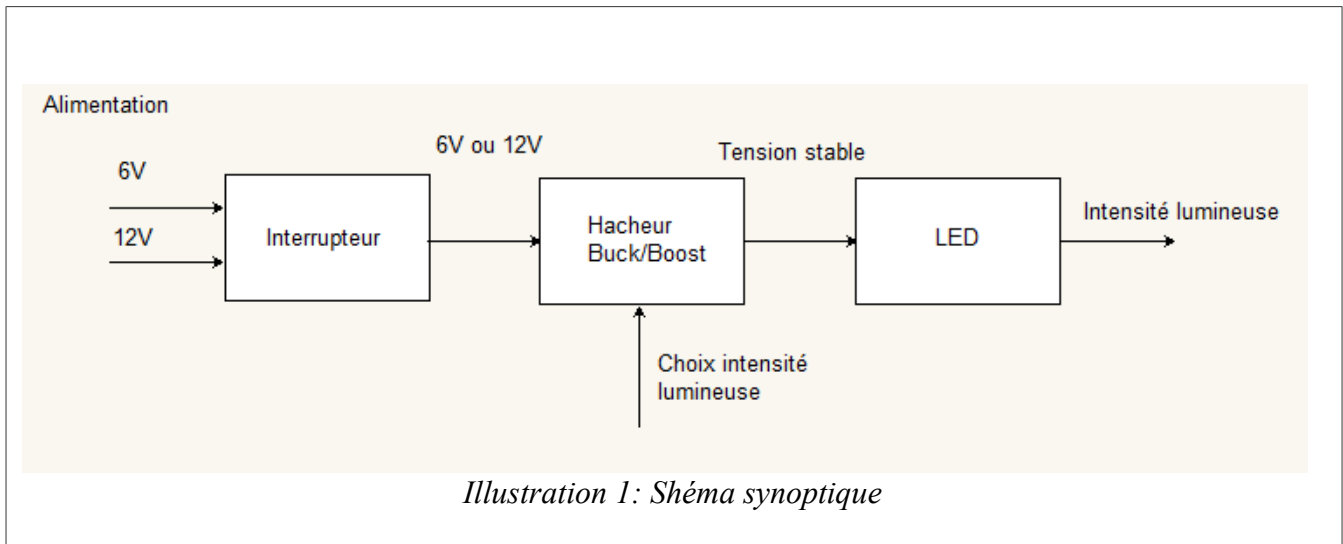 Alimentation
6V ou 12V
Tension stable
6V
12V
Interrupteur
Hacheur
Buck/Boost
LED
Intensité lumineuse
Choix intensité
lumineuse
Illustration 1: Shéma synoptique